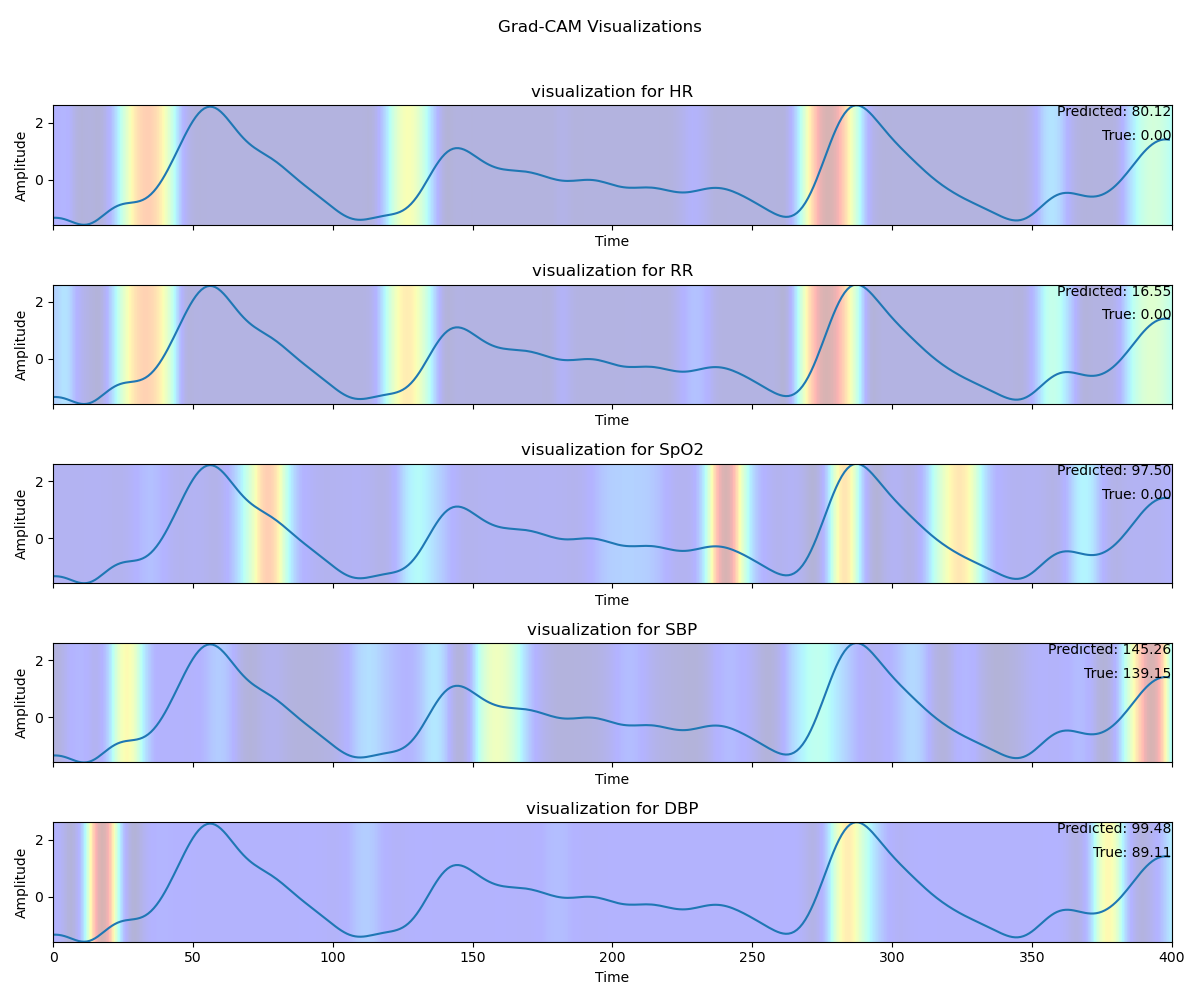 Grad-CAM Visualizations
visualization for HR
Predicted: 80.12
True: 0.00
2
0
Amplitude
Time
visualization for RR
Predicted: 16.55
True: 0.00
2
0
Amplitude
Time
visualization for SpO2
Predicted: 97.50
True: 0.00
2
0
Amplitude
Time
visualization for SBP
Predicted: 145.26
True: 139.15
2
0
Amplitude
Time
visualization for DBP
Predicted: 99.48
True: 89.11
2
0
Amplitude
0 50 100 150 200 250 300 350 400
Time